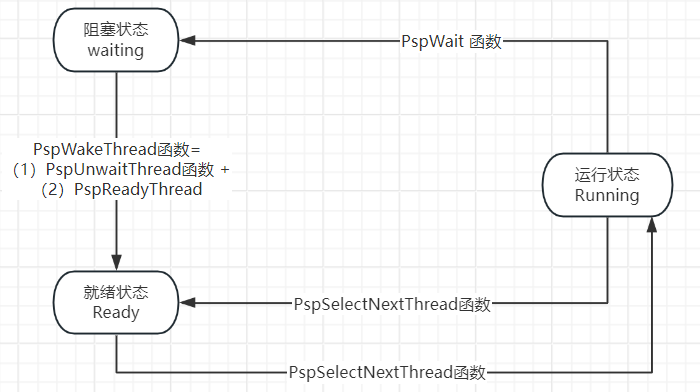 阻塞状态
waiting
PspWait 函数
PspWakeThread函数=
（1）PspUnwaitThread函数 +
（2）PspReadyThread
运行状态
Running
就绪状态
Ready
PspSelectNextThread函数
PspSelectNextThread函数